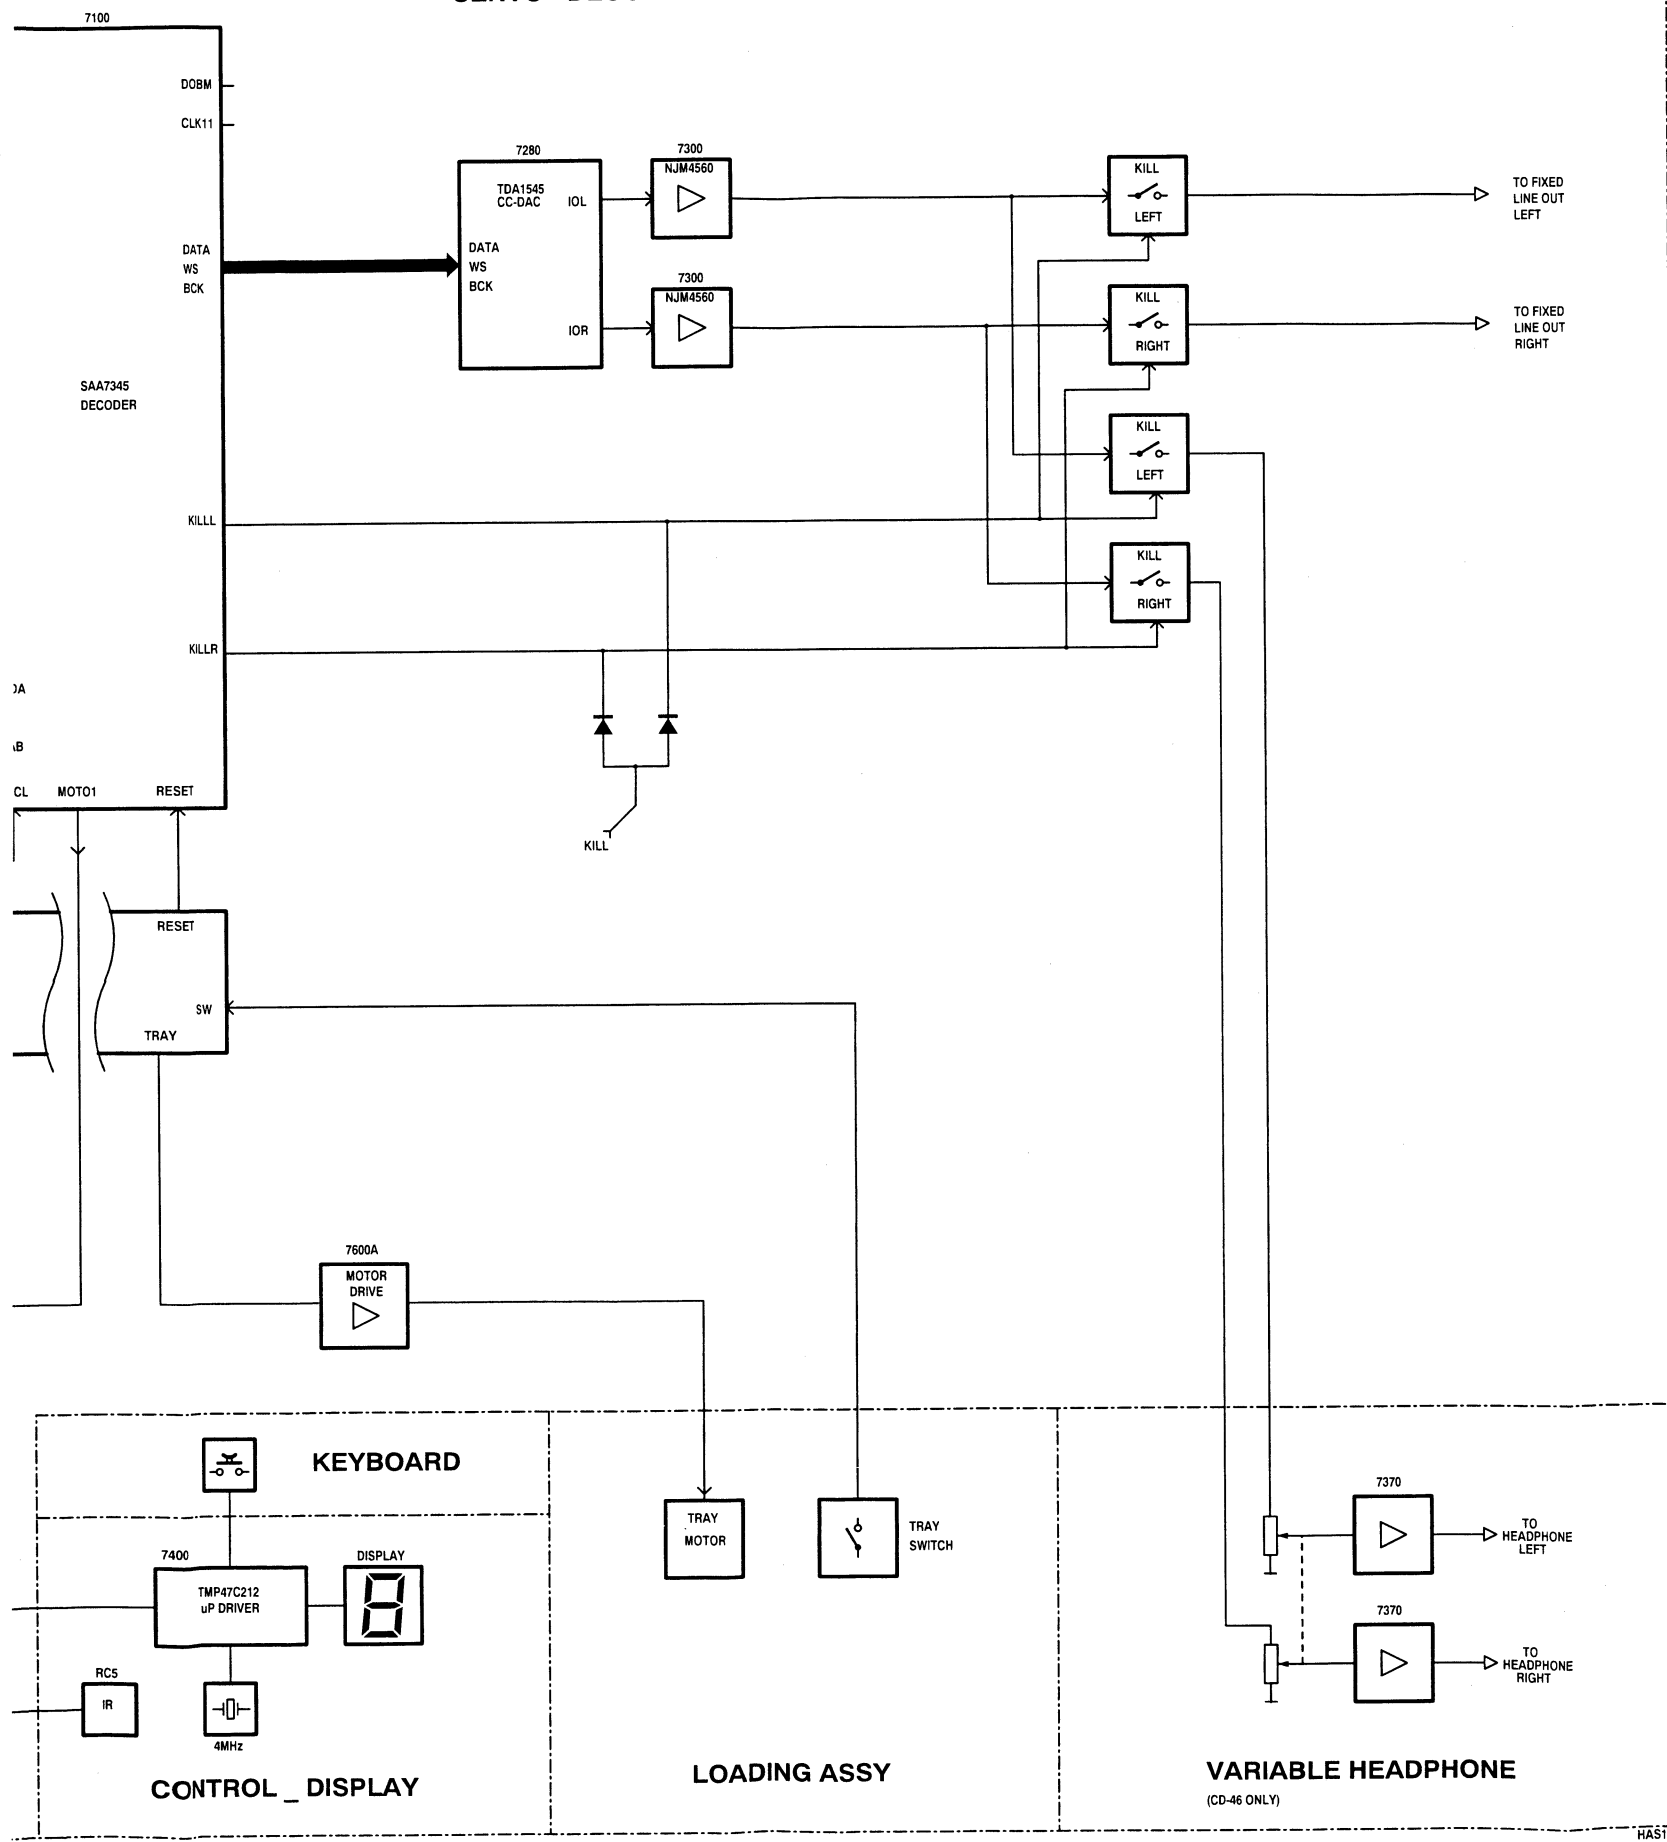 7100
DOBM
CLK11
7280
TDA1545
CC-DAC
IOL
DATA
WS
BCK
IOR
7300
NJM4560
7300
NJM4560
KILL
LEFT
TO FIXED
LINE OUT
LEFT
DATA
WS
BCK
KILL
RIGHT
TO FIXED
LINE OUT
RIGHT
SAA7345
DECODER
KILL
LEFT
KILLL
KILL
RIGHT
KILLR
CL
MOTO1
RESET
KILL
RESET
SW
TRAY
7600A
MOTOR
DRIVE
KEYBOARD
7400
TMP47C212
uP DRIVER
DISPLAY
RC5
IR
4MHz
CONTROL _ DISPLAY
TRAY
MOTOR
TRAY
SWITCH
LOADING ASSY
7370
TO
HEADPHONE
LEFT
7370
TO
HEADPHONE
RIGHT
VARIABLE HEADPHONE
(CD-46 ONLY)
HAS1